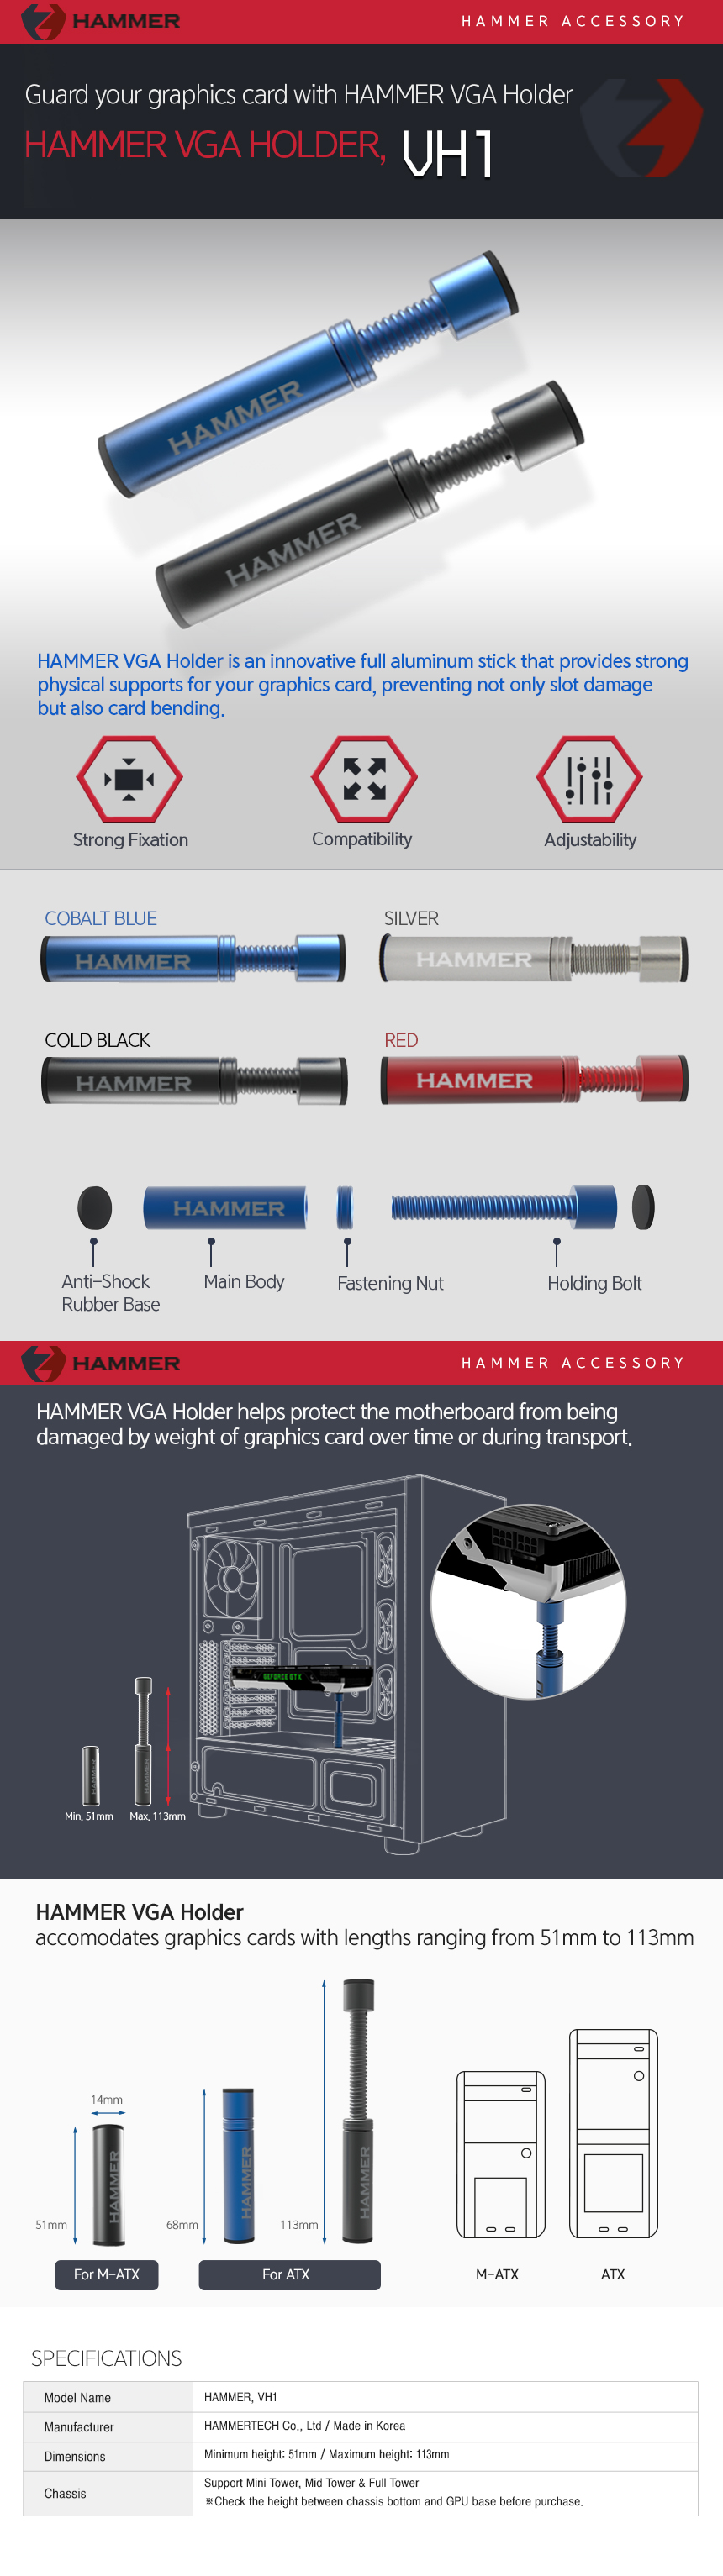 HAMMER
HAMMER ACCESSORY
Guard your graphics card with HAMMER VGA Holder
HAMMER VGA HOLDER, VH1
HAMMER
HAMMER
HAMMER VGA Holder is an innovative full aluminum stick that provides strong
physical supports for your graphics card, preventing not only slot damage
but also card bending.
Strong Fixation
Compatibility
Adjustability
COBALT BLUE
SILVER
HAMMER
HAMMER
COLD BLACK
RED
HAMMER
HAMMER
HAMMER
Anti-Shock
Rubber Base
Main Body
Fastening Nut
Holding Bolt
HAMMER
HAMMER ACCESSORY
HAMMER VGA Holder helps protect the motherboard from being
damaged by weight of graphics card over time or during transport.
GEFORCE GTX
HAMMER
HAMMER
Min. 51mm
Max. 113mm
HAMMER VGA Holder
accomodates graphics cards with lengths ranging from 51mm to 113mm
14mm
HAMMER
HAMMER
HAMMER
51mm
68mm
113mm
For M-ATX
For ATX
M-ATX
ATX
SPECIFICATIONS
Model Name
HAMMER, VH1
Manufacturer
HAMMERTECH Co., Ltd / Made in Korea
Dimensions
Minimum height: 51mm / Maximum height: 113mm
Chassis
Support Mini Tower, Mid Tower & Full Tower
※Check the height between chassis bottom and GPU base before purchase.